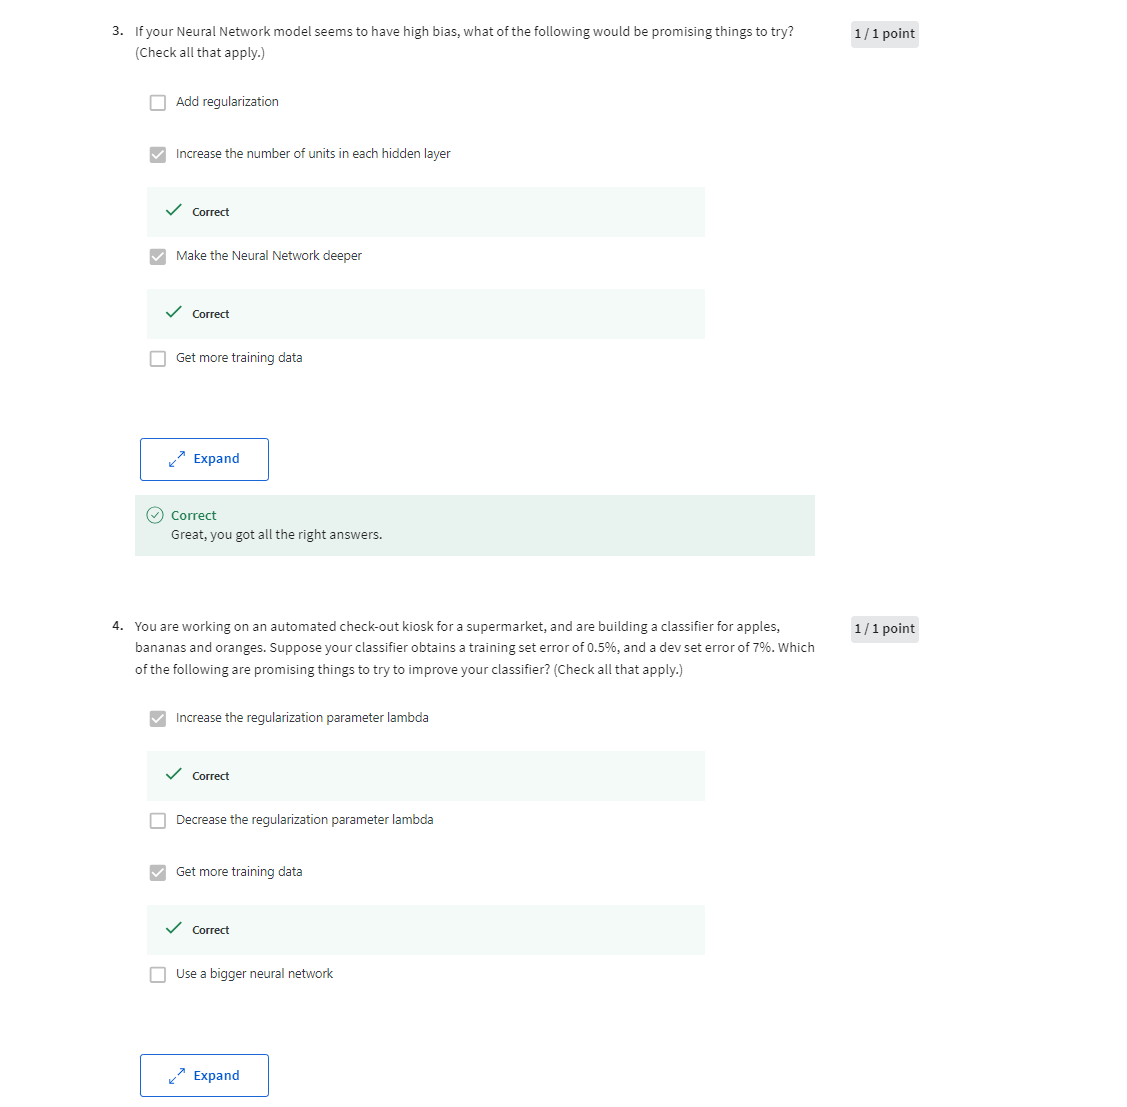 3. If your Neural Network model seems to have high bias, what of the following would be promising things to try?
(Check all that apply.)
1 / 1 point
Add regularization
Increase the number of units in each hidden layer
Correct
Make the Neural Network deeper
Correct
Get more training data
Expand
Correct
Great, you got all the right answers.
4. You are working on an automated check-out kiosk for a supermarket, and are building a classifier for apples,
bananas and oranges. Suppose your classifier obtains a training set error of 0.5%, and a dev set error of 7%. Which
of the following are promising things to try to improve your classifier? (Check all that apply.)
1 / 1 point
Increase the regularization parameter lambda
Correct
Decrease the regularization parameter lambda
Get more training data
Correct
Use a bigger neural network
Expand